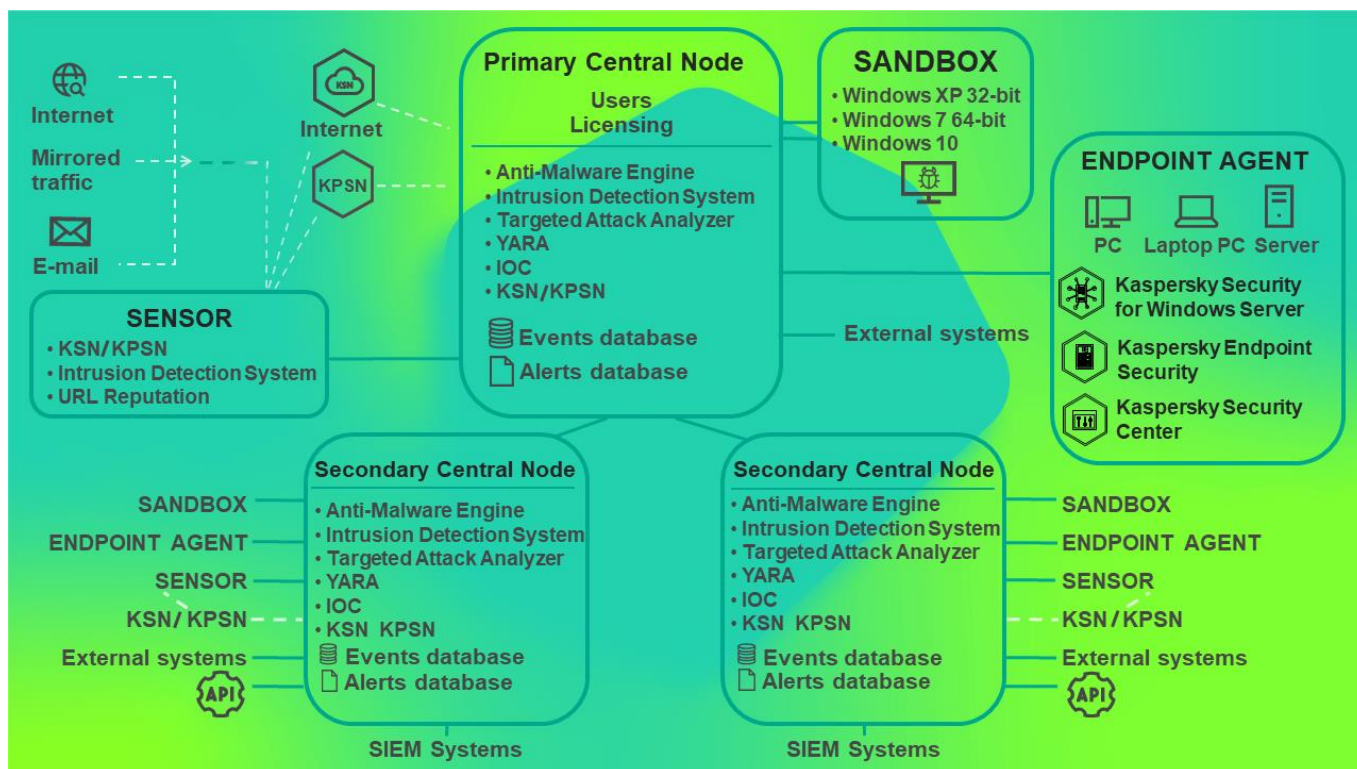 Internet
Mirrored
traffic
E-mail
KSN
Internet
KPSN
SENSOR
• KSN/KPSN
• Intrusion Detection System
• URL Reputation
Primary Central Node
Users
Licensing
• Anti-Malware Engine
• Intrusion Detection System
• Targeted Attack Analyzer
• YARA
• IOC
• KSN/KPSN
Events database
Alerts database
SANDBOX
• Windows XP 32-bit
• Windows 7 64-bit
• Windows 10
External systems
ENDPOINT AGENT
PC Laptop PC Server
Kaspersky Security
for Windows Server
Kaspersky Endpoint
Security
Kaspersky Security
Center
SANDBOX
ENDPOINT AGENT
SENSOR
KSN/KPSN
External systems
API
Secondary Central Node
• Anti-Malware Engine
• Intrusion Detection System
• Targeted Attack Analyzer
• YARA
• IOC
• KSN KPSN
Events database
Alerts database
SIEM Systems
Secondary Central Node
• Anti-Malware Engine
• Intrusion Detection System
• Targeted Attack Analyzer
• YARA
• IOC
• KSN KPSN
Events database
Alerts database
SIEM Systems
SANDBOX
ENDPOINT AGENT
SENSOR
KSN/KPSN
External systems
API